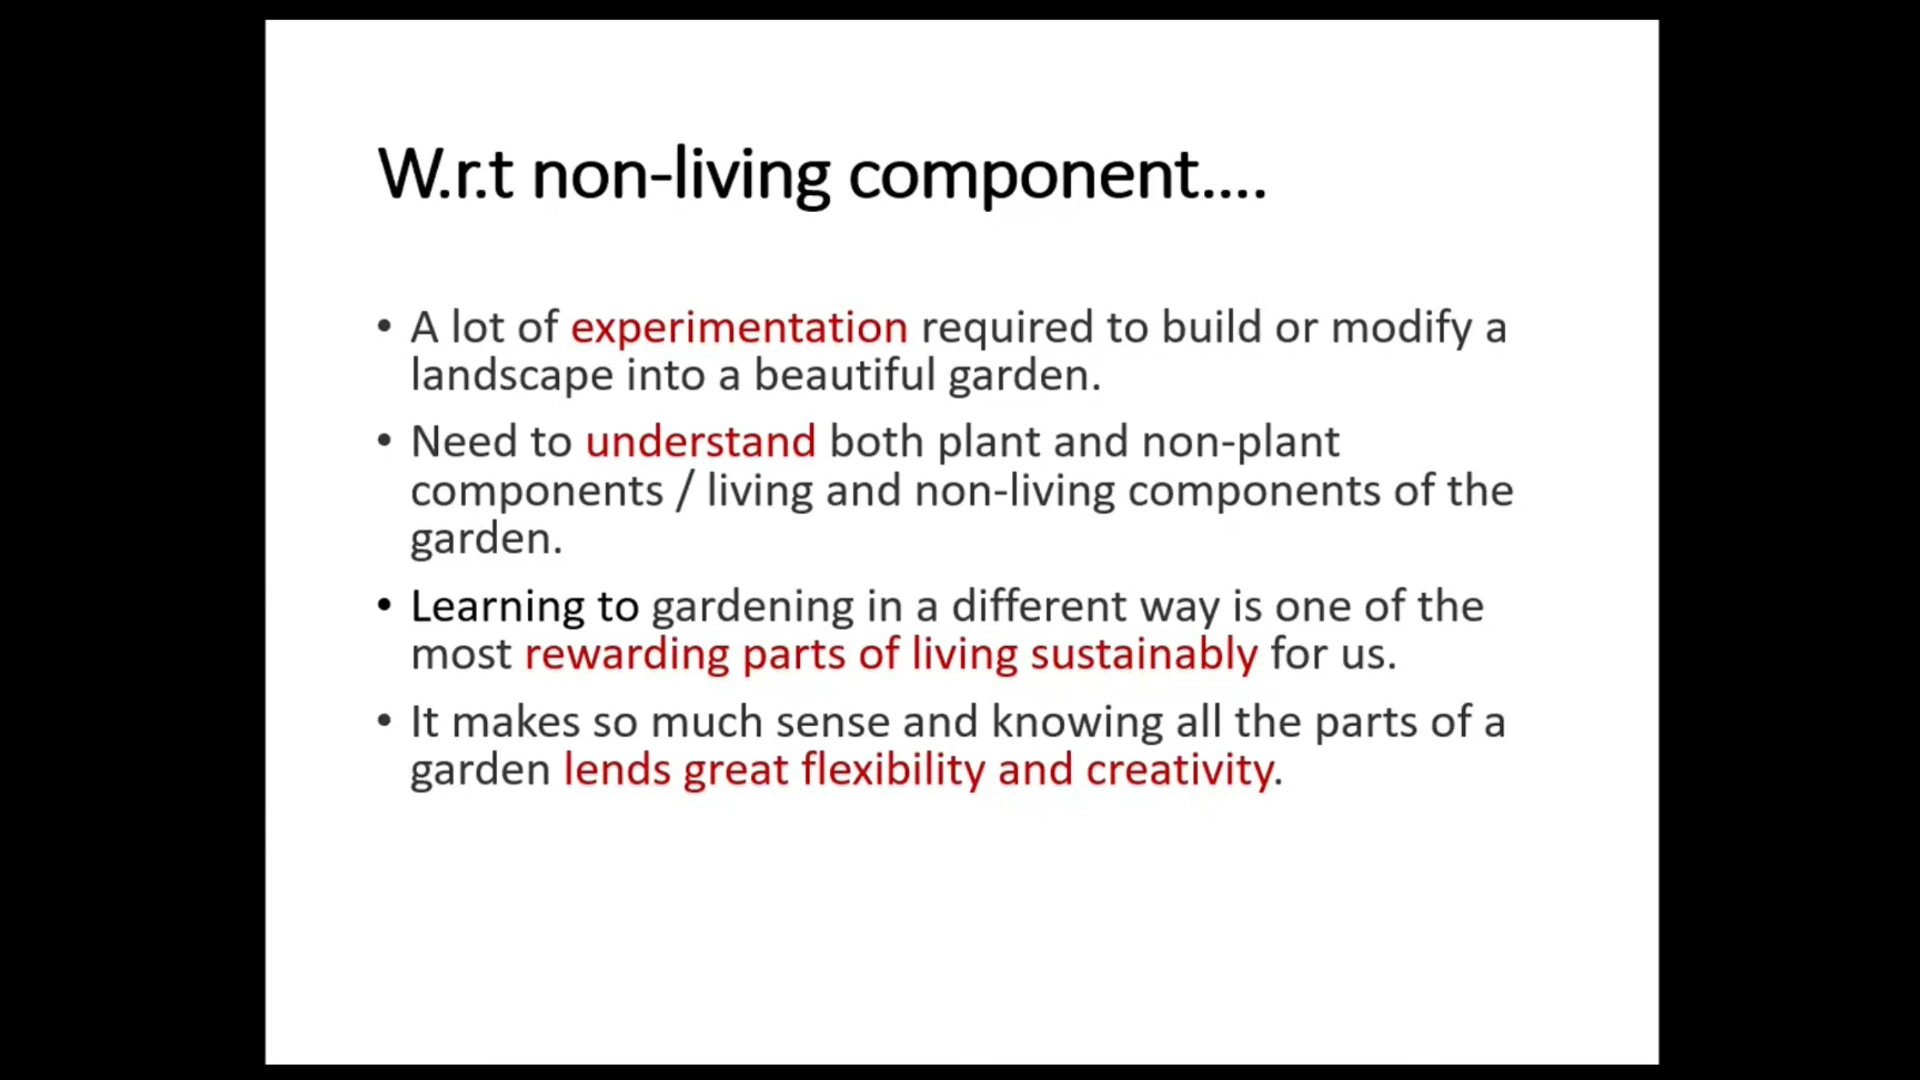 W.r.t non-living component....
• A lot of experimentation required to build or modify a
landscape into a beautiful garden.
• Need to understand both plant and non-plant
components / living and non-living components of the
garden.
• Learning to gardening in a different way is one of the
most rewarding parts of living sustainably for us.
• It makes so much sense and knowing all the parts of a
garden lends great flexibility and creativity.